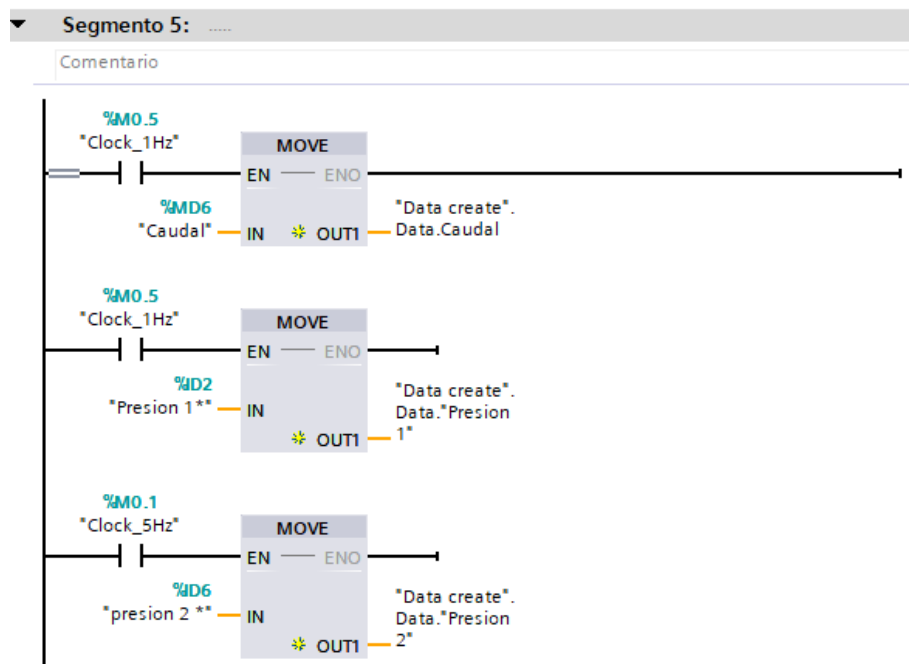 Segmento 5: .....
Comentario
%M0.5
"Clock_1Hz"
MOVE
EN ENO
%MD6
"Caudal" IN OUT1 "Data create".
Data.Caudal
%M0.5
"Clock_1Hz"
MOVE
EN ENO
%ID2
"Presion 1*" IN
"Data create".
Data."Presion
OUT1 1"
%M0.1
"Clock_5Hz"
MOVE
EN ENO
%ID6
"presion 2 *" IN
"Data create".
Data."Presion
OUT1 2"